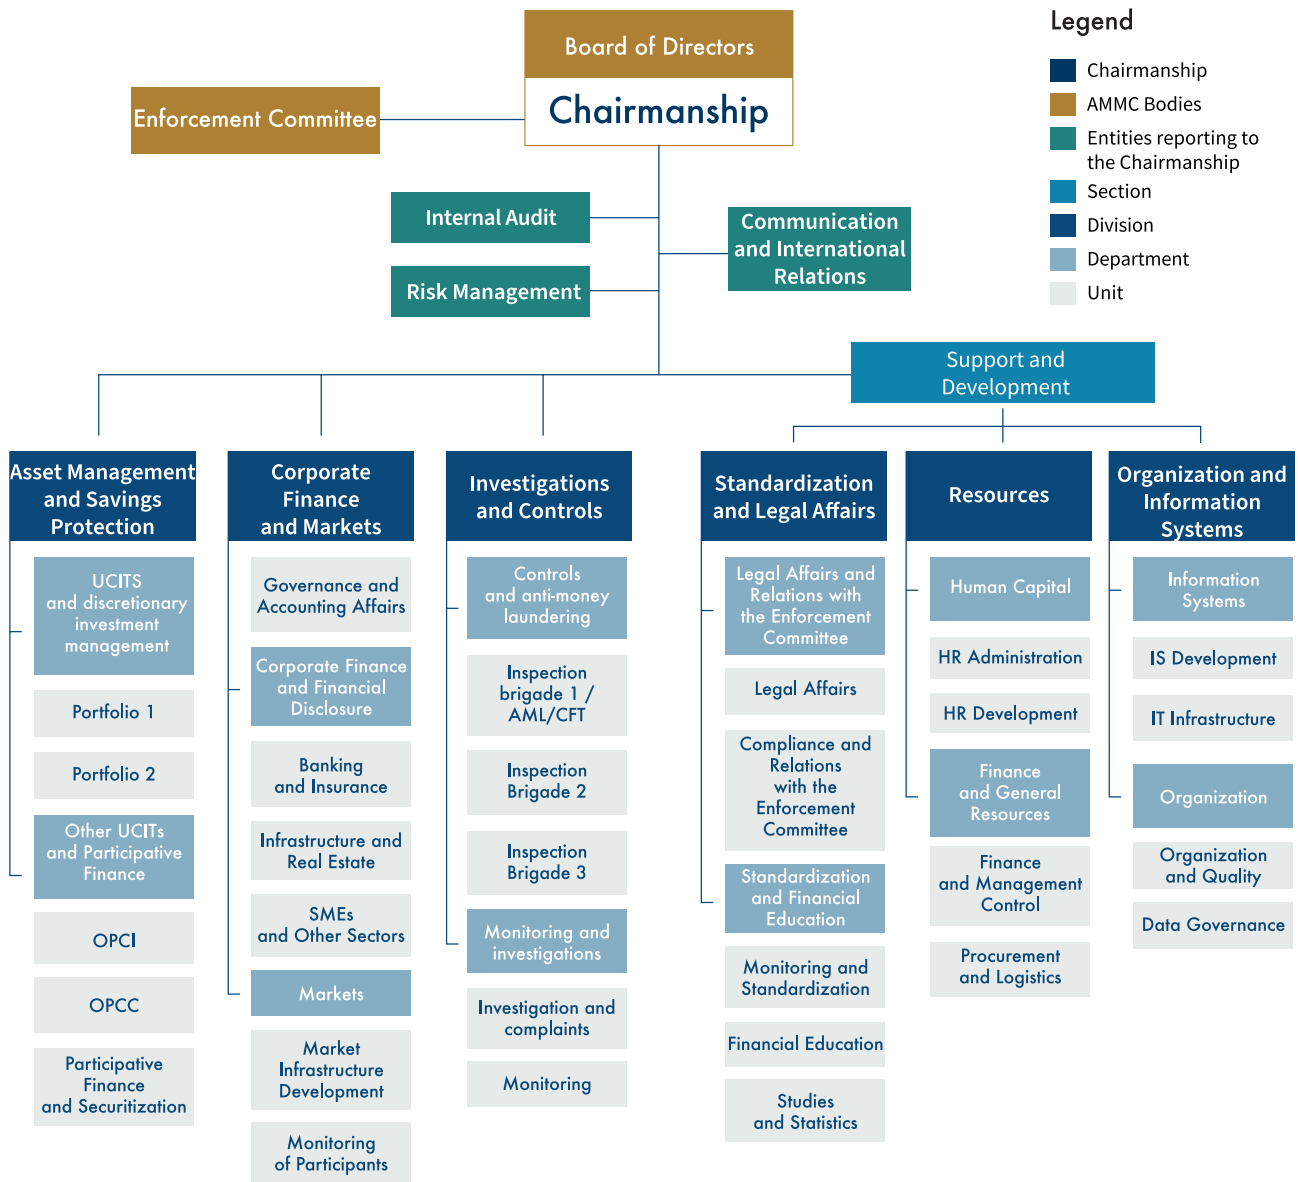 Board of Directors
Chairmanship
Enforcement Committee
Legend
Chairmanship
AMMC Bodies
Entities reporting to
the Chairmanship
Section
Division
Department
Unit
Internal Audit
Communication
and International
Relations
Risk Management
Support and
Development
Asset Management
and Savings
Protection
UCITS
and discretionary
investment
management
Portfolio 1
Portfolio 2
Other UCITs
and Participative
Finance
OPCI
OPCC
Participative
Finance
and Securitization
Corporate
Finance
and Markets
Governance and
Accounting Affairs
Corporate Finance
and Financial
Disclosure
Banking
and Insurance
Infrastructure and
Real Estate
SMEs
and Other Sectors
Markets
Market
Infrastructure
Development
Monitoring
of Participants
Investigations
and Controls
Controls
and anti-money
laundering
Inspection
brigade 1 /
AML/CFT
Inspection
Brigade 2
Inspection
Brigade 3
Monitoring and
investigations
Investigation and
complaints
Monitoring
Standardization
and Legal Affairs
Legal Affairs and
Relations with
the Enforcement
Committee
Legal Affairs
Compliance and
Relations
with the
Enforcement
Committee
Standardization
and Financial
Education
Monitoring and
Standardization
Financial Education
Studies
and Statistics
Resources
Human Capital
HR Administration
HR Development
Finance
and General
Resources
Finance
and Management
Control
Procurement
and Logistics
Organization and
Information
Systems
Information
Systems
IS Development
IT Infrastructure
Organization
Organization
and Quality
Data Governance